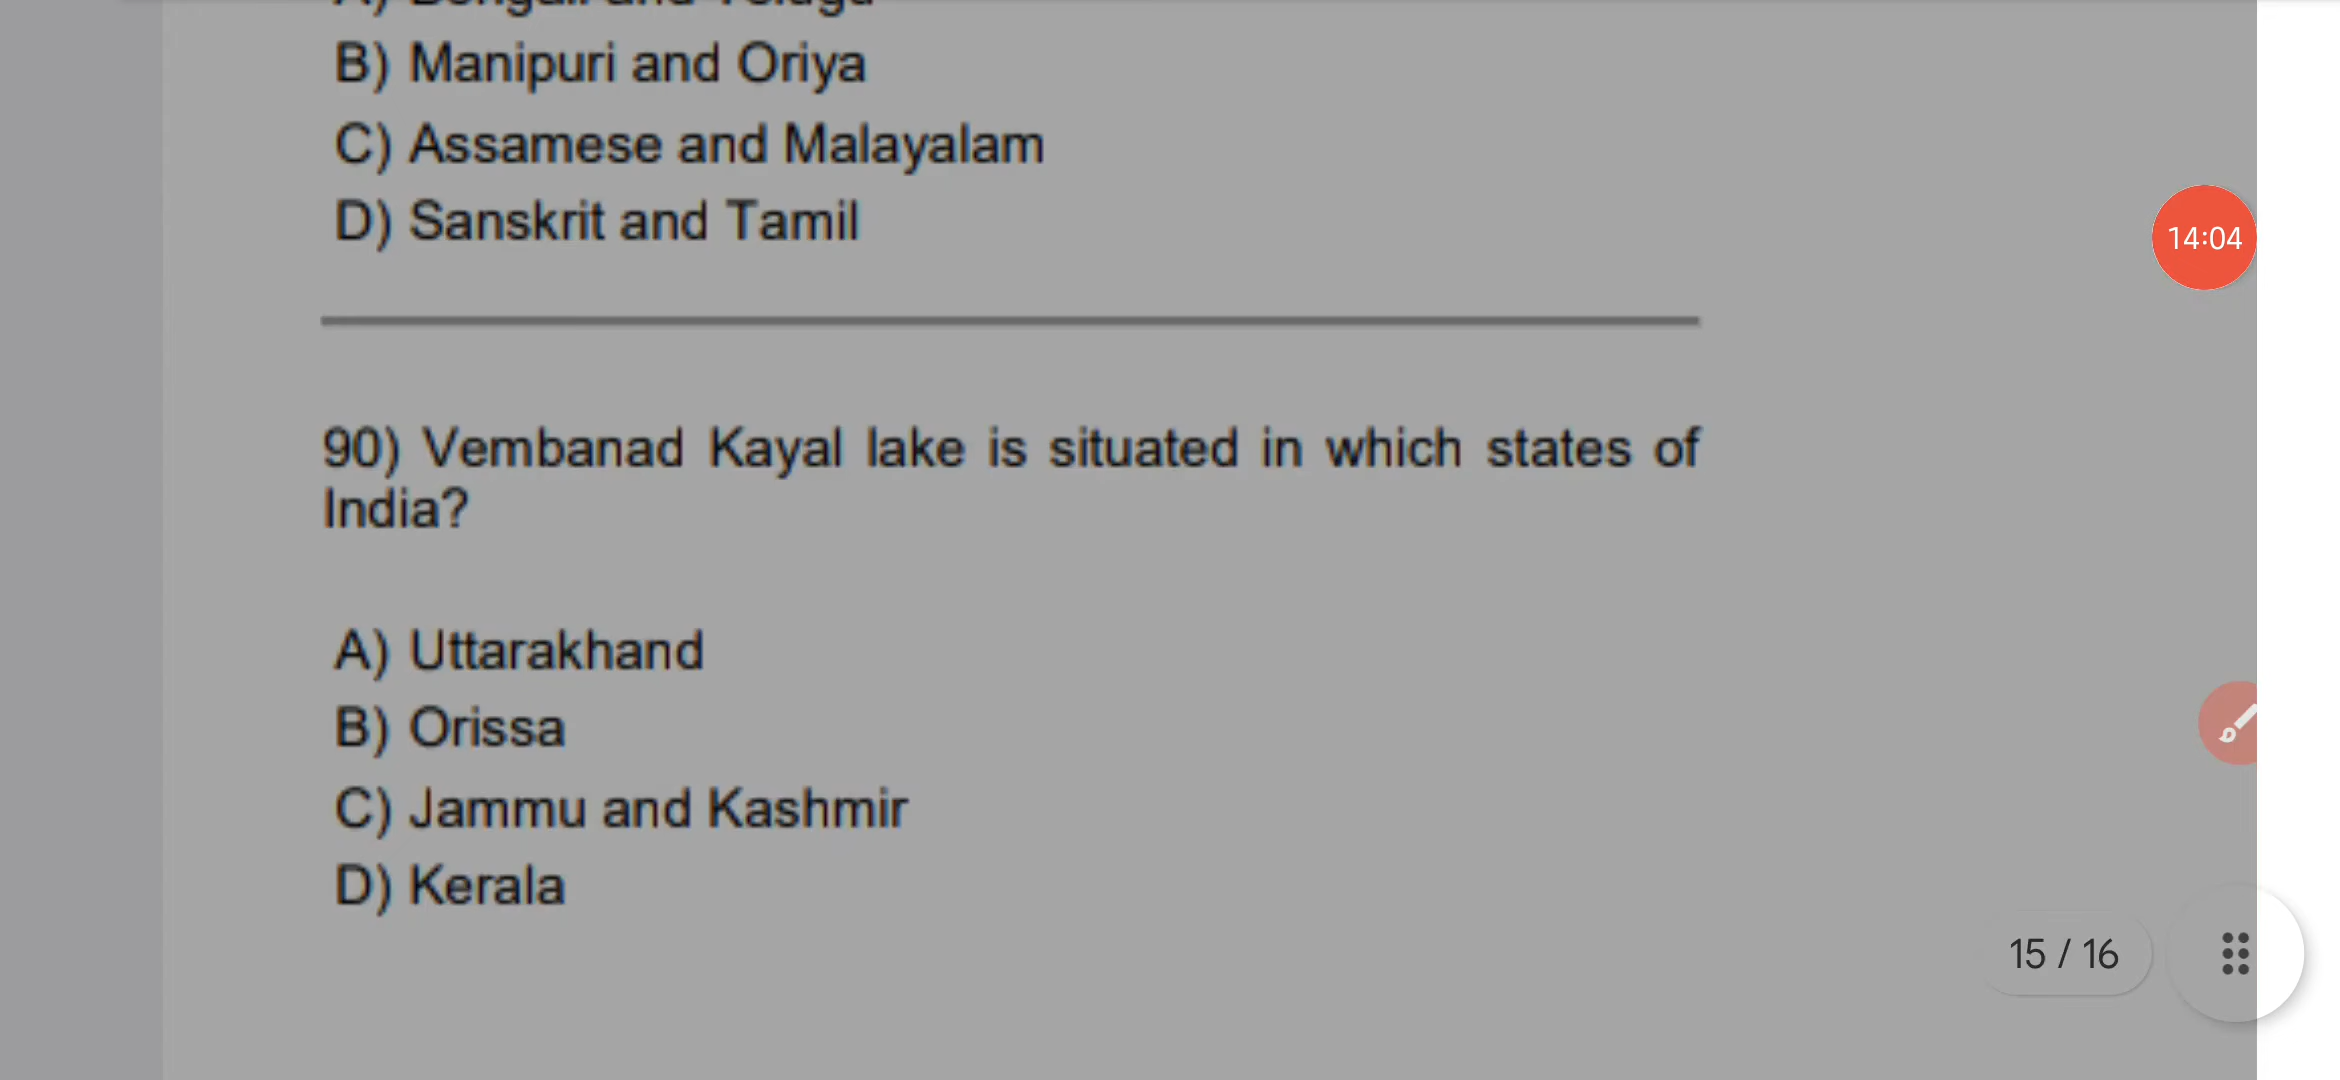 B) Manipuri and Oriya
C) Assamese and Malayalam
D) Sanskrit and Tamil
14:04
90) Vembanad Kayal lake is situated in which states of
India?
A) Uttarakhand
B) Orissa
C) Jammu and Kashmir
D) Kerala
15 / 16